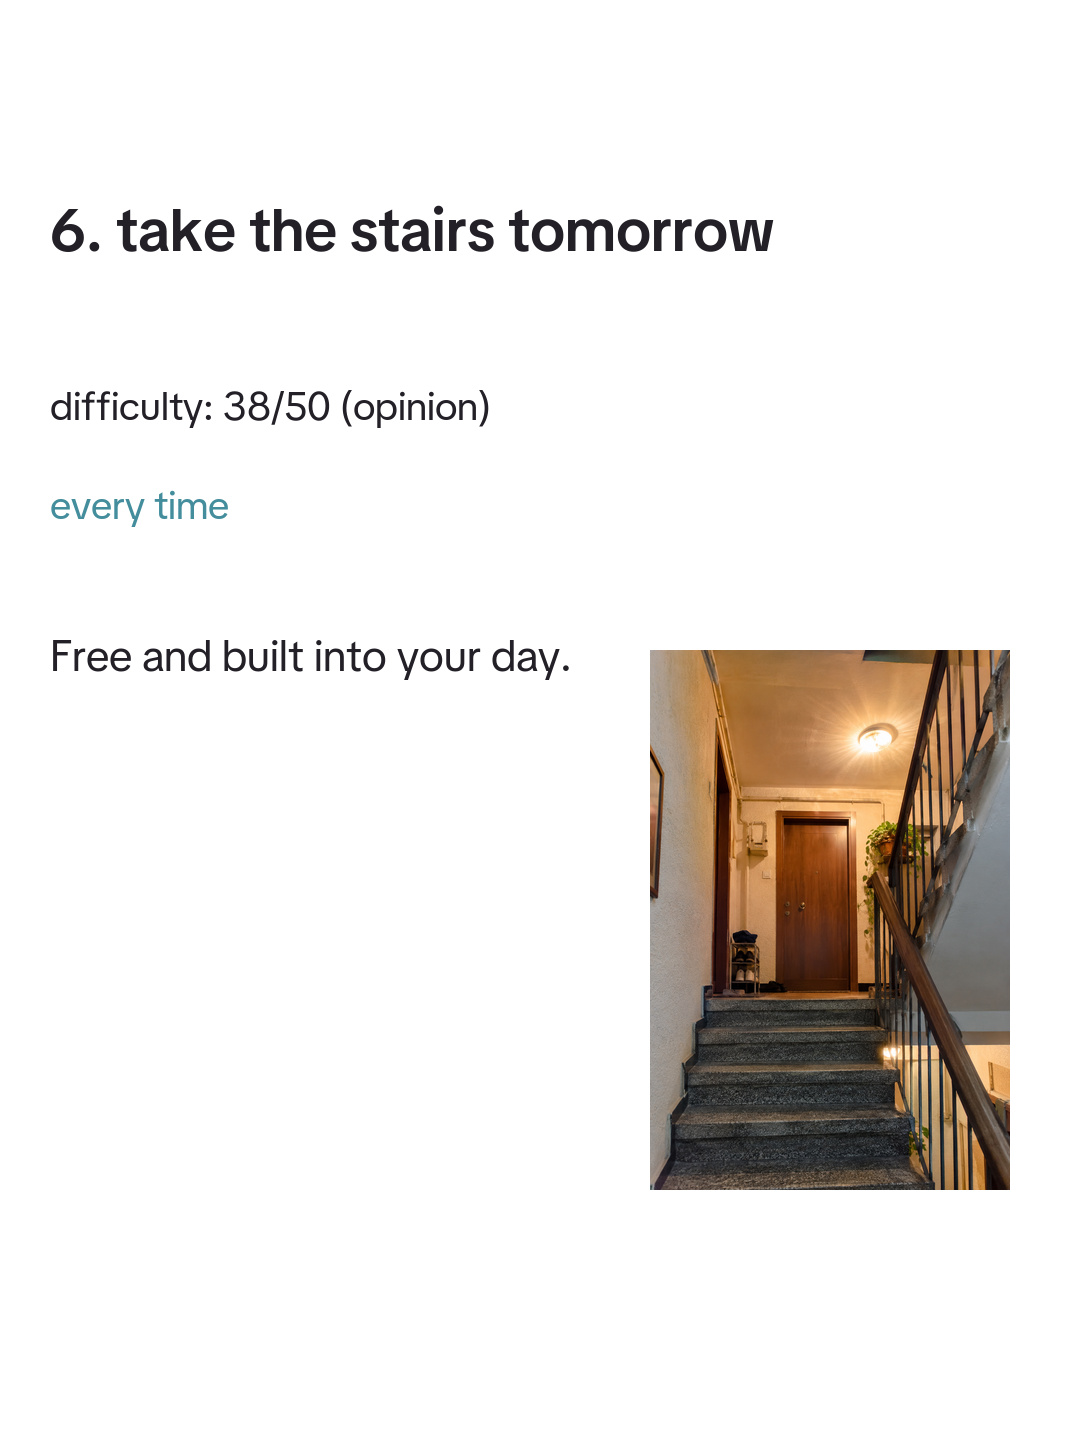 6. take the stairs tomorrow
difficulty: 38/50 (opinion)
every time
Free and built into your day.